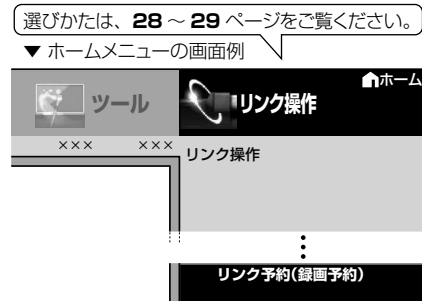 選びかたは、28～29 ページをご覧ください。
▼ ホームメニューの画面例
ホーム
ツール
リンク操作
××× ×××
リンク操作
リンク予約(録画予約)